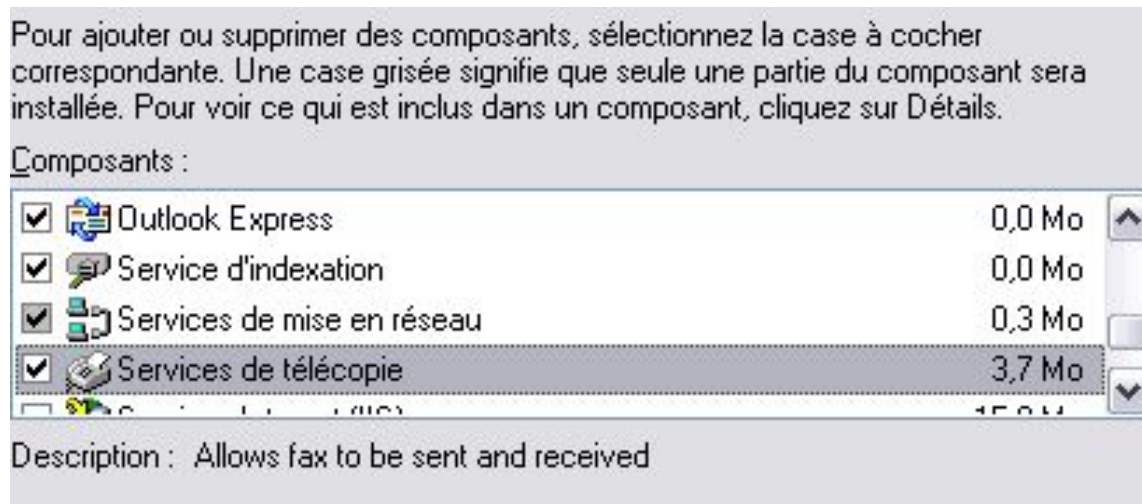 Pour ajouter ou supprimer des composants, sélectionnez la case à cocher
correspondante. Une case grisée signifie que seule une partie du composant sera
installée. Pour voir ce qui est inclus dans un composant, cliquez sur Détails.
Composants :
Outlook Express 0,0 Mo
Service d'indexation 0,0 Mo
Services de mise en réseau 0,3 Mo
Services de télécopie 3,7 Mo
Description : Allows fax to be sent and received